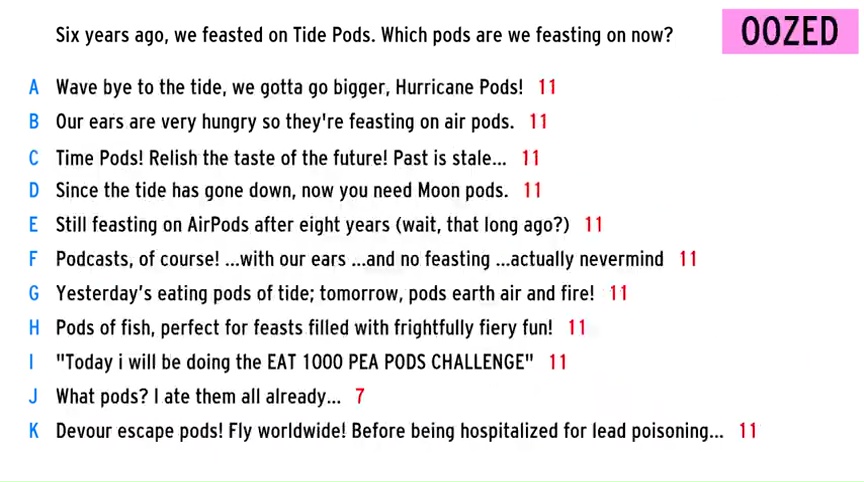 Six years ago, we feasted on Tide Pods. Which pods are we feasting on now?
OOZED
A Wave bye to the tide, we gotta go bigger, Hurricane Pods! 11
B Our ears are very hungry so they're feasting on air pods. 11
C Time Pods! Relish the taste of the future! Past is stale... 11
D Since the tide has gone down, now you need Moon pods. 11
E Still feasting on AirPods after eight years (wait, that long ago?) 11
F Podcasts, of course! ...with our ears ...and no feasting ...actually nevermind 11
G Yesterday's eating pods of tide; tomorrow, pods earth air and fire! 11
H Pods of fish, perfect for feasts filled with frightfully fiery fun! 11
I "Today i will be doing the EAT 1000 PEA PODS CHALLENGE" 11
J What pods? I ate them all already... 7
K Devour escape pods! Fly worldwide! Before being hospitalized for lead poisoning... 11